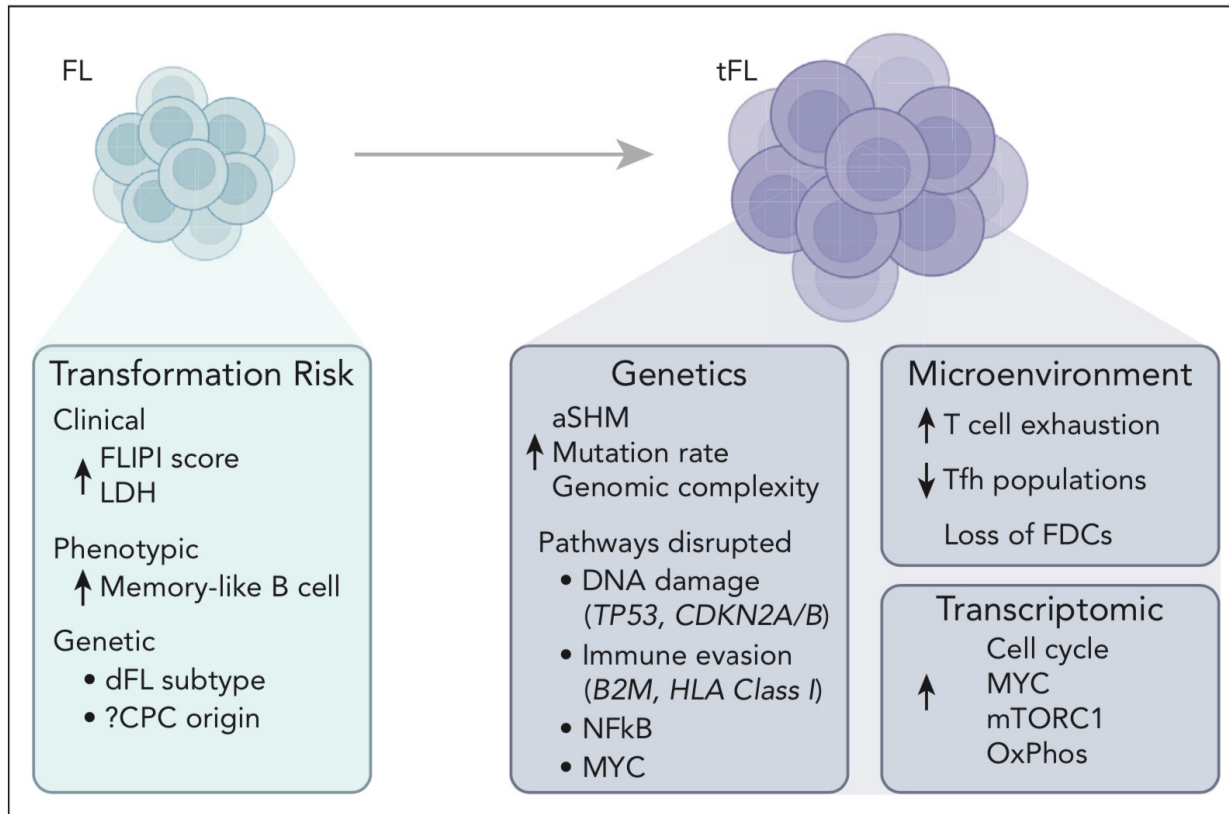 FL
tFL
Transformation Risk
Clinical
↑ FLIPI score
LDH
Phenotypic
↑ Memory-like B cell
Genetic
• dFL subtype
• ?CPC origin
Genetics
aSHM
↑ Mutation rate
Genomic complexity
Pathways disrupted
• DNA damage
(TP53, CDKN2A/B)
• Immune evasion
(B2M, HLA Class I)
• NFkB
• MYC
Microenvironment
↑ T cell exhaustion
↓ Tfh populations
Loss of FDCs
Transcriptomic
Cell cycle
↑ MYC
mTORC1
OxPhos